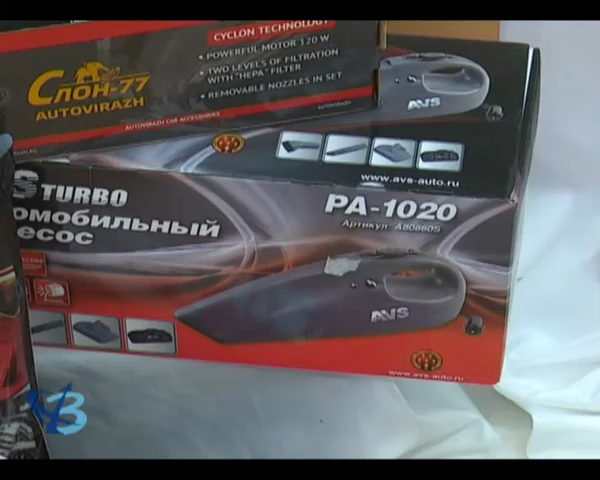 CYCLON TECHNOLOGY
• POWERFUL MOTOR 120 W
• TWO LEVELS OF FILTRATION
WITH "HEPA" FILTER
• REMOVABLE NOZZLES IN SET
Слон-77
AUTOVIRAZH
AUTOVIRAZH CAR ACCESSORIES
AUTOVIRAZH
AVS
www.avs-auto.ru
S TURBO
омобильный
есос
PA-1020
Артикул: A80860S
AVS
www.avs-auto.ru